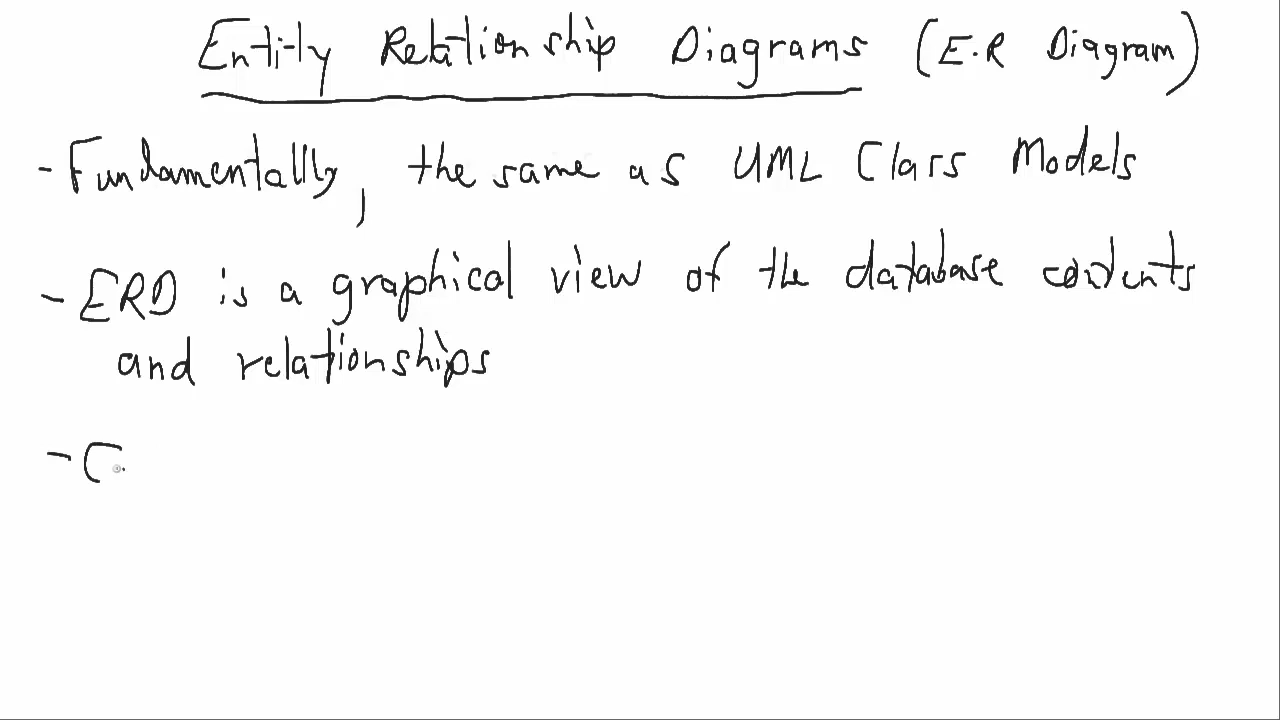 Entity Relationship Diagrams (E.R Diagram)
- Fundamentally, the same as UML Class Models
- ERD is a graphical view of the database contents
and relationships
-